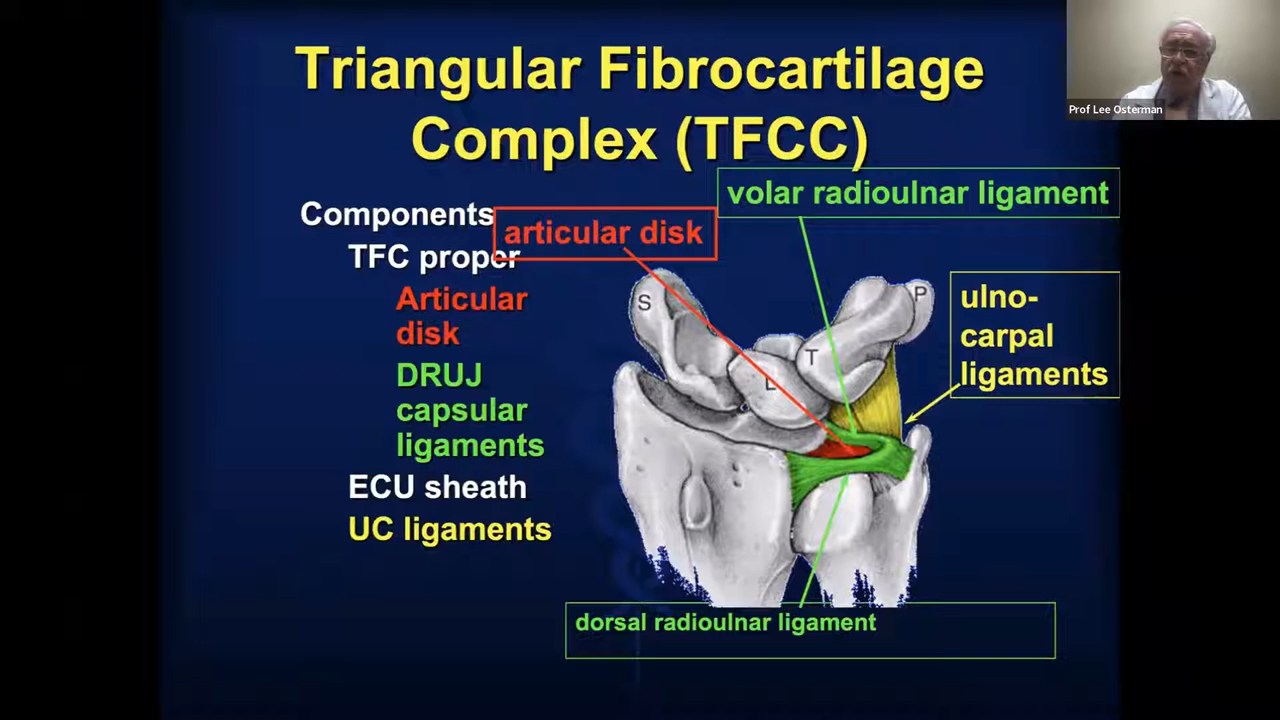 Triangular Fibrocartilage
Complex (TFCC)
Prof Lee Osterman
volar radioulnar ligament
Components
articular disk
TFC proper
Articular
disk
DRUJ
capsular
ligaments
ECU sheath
UC ligaments
S
P
T
L
ulno-
carpal
ligaments
dorsal radioulnar ligament